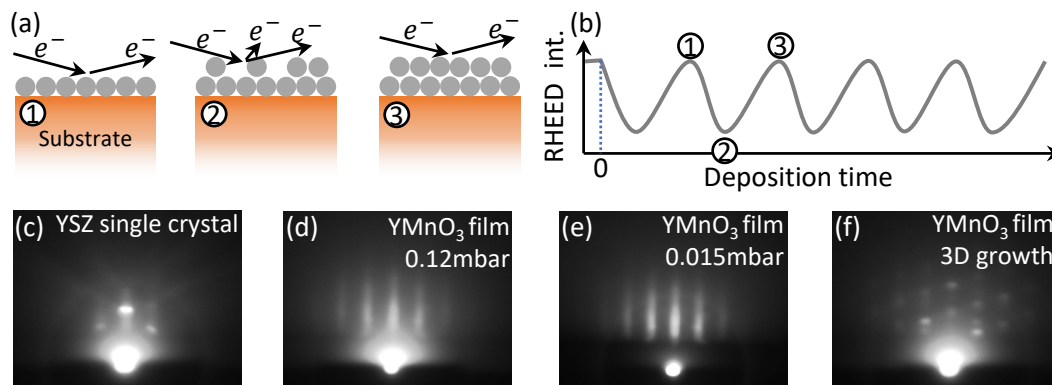 (a)
e⁻ e⁻
e⁻ e⁻ e⁻
e⁻ e⁻
①
Substrate
②
③
(b)
RHEED int.
①
③
②
0
Deposition time
(c) YSZ single crystal
(d) YMnO₃ film
0.12mbar
(e) YMnO₃ film
0.015mbar
(f) YMnO₃ film
3D growth